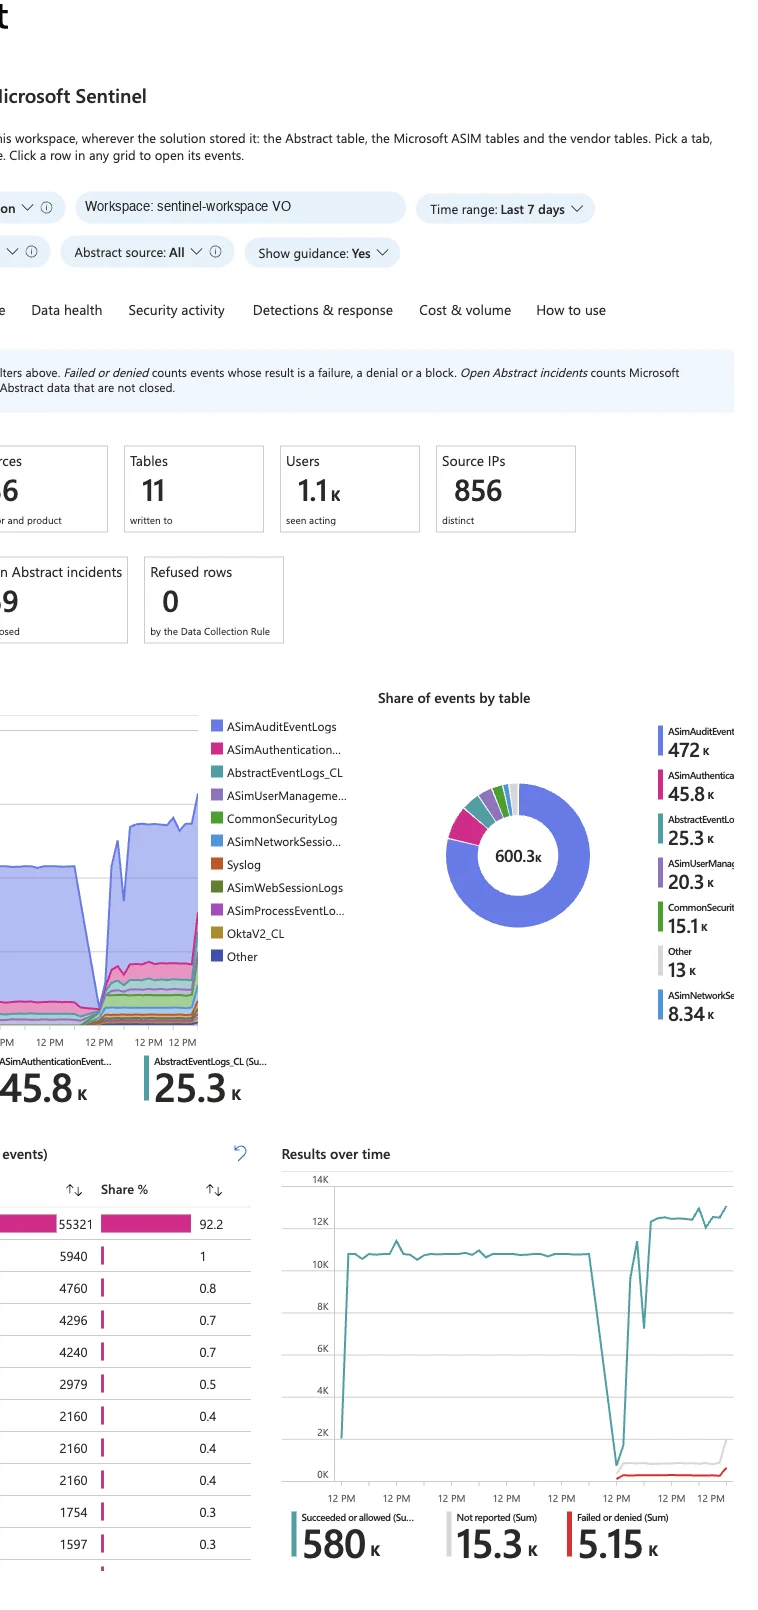 t
icrosoft Sentinel
his workspace, wherever the solution stored it: the Abstract table, the Microsoft ASIM tables and the vendor tables. Pick a tab,
e. Click a row in any grid to open its events.
on
Workspace: sentinel-workspace VO
Time range: Last 7 days
Abstract source: All
Show guidance: Yes
e Data health Security activity Detections & response Cost & volume How to use
lters above. Failed or denied counts events whose result is a failure, a denial or a block. Open Abstract incidents counts Microsoft
Abstract data that are not closed.
rces
6
or and product
Tables
11
written to
Users
1.1 K
seen acting
Source IPs
856
distinct
n Abstract incidents
9
osed
Refused rows
0
by the Data Collection Rule
ASimAuditEventLogs
ASimAuthentication...
AbstractEventLogs_CL
ASimUserManageme...
CommonSecurityLog
ASimNetworkSessio...
Syslog
ASimWebSessionLogs
ASimProcessEventLo...
OktaV2_CL
Other
PM 12 PM 12 PM 12 PM 12 PM
ASimAuthenticationEvent...
45.8 K
AbstractEventLogs_CL (Su...
25.3 K
Share of events by table
600.3K
ASimAuditEvent
472 K
ASimAuthentica
45.8 K
AbstractEventLo
25.3 K
ASimUserManag
20.3 K
CommonSecurit
15.1 K
Other
13 K
ASimNetworkSe
8.34 K
events)
Share %
55321 92.2
5940 1
4760 0.8
4296 0.7
4240 0.7
2979 0.5
2160 0.4
2160 0.4
2160 0.4
1754 0.3
1597 0.3
Results over time
14K
12K
10K
8K
6K
4K
2K
0K
12 PM 12 PM 12 PM 12 PM 12 PM 12 PM 12 PM 12 PM
Succeeded or allowed (Su...
580 K
Not reported (Sum)
15.3 K
Failed or denied (Sum)
5.15 K